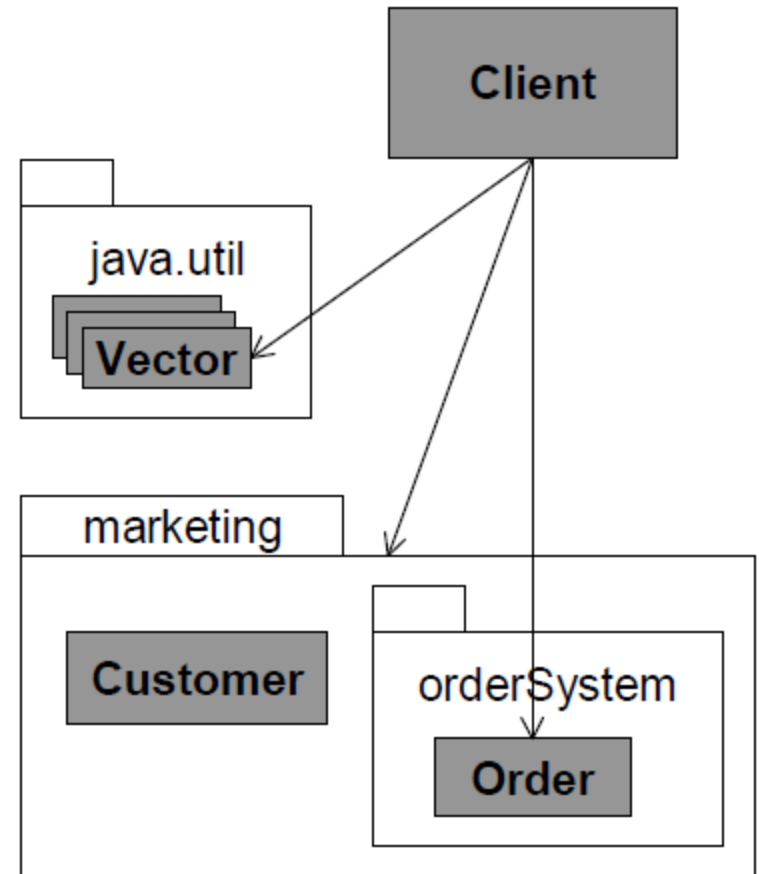 Client
java.util
Vector
marketing
Customer
orderSystem
Order